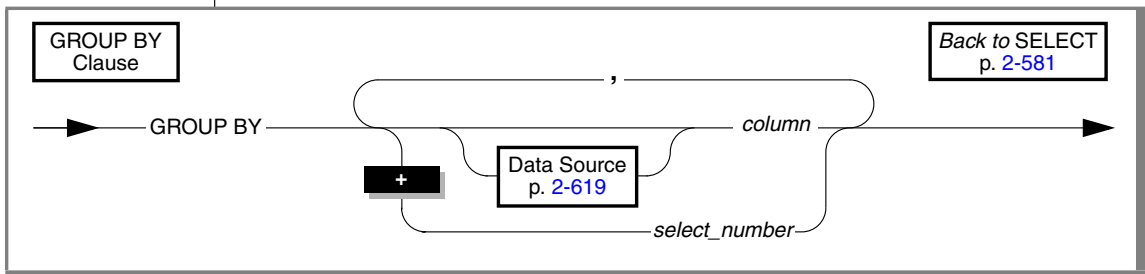 GROUP BY
Clause
Back to SELECT
p. 2-581
,
GROUP BY
column
Data Source
p. 2-619
+
select_number